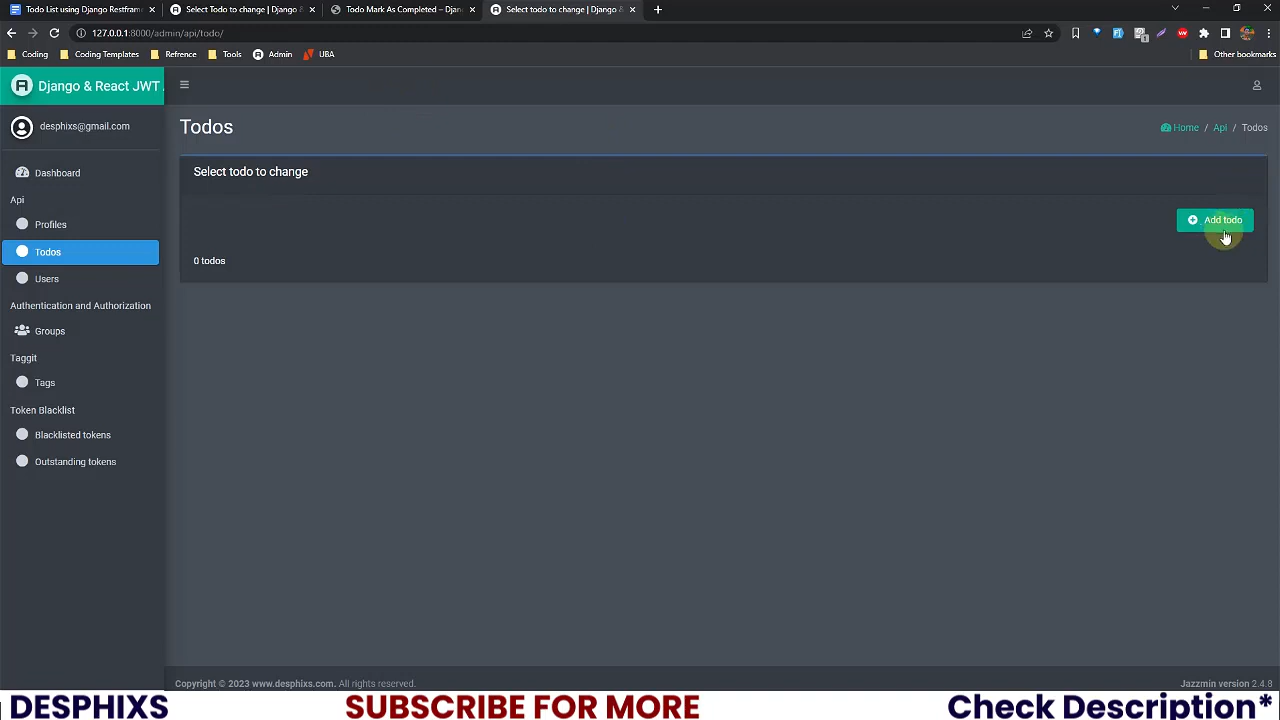 Todo List using Django Restfram
Select Todo to change | Django
Todo Mark As Completed – Djan
Select todo to change | Django &
127.0.0.1:8000/admin/api/todo/
Coding
Coding Templates
Refrence
Tools
Admin
UBA
Other bookmarks
Django & React JWT
desphixs@gmail.com
Dashboard
Api
Profiles
Todos
Users
Authentication and Authorization
Groups
Taggit
Tags
Token Blacklist
Blacklisted tokens
Outstanding tokens
Todos
Home / Api / Todos
Select todo to change
Add todo
0 todos
Copyright © 2023 www.desphixs.com. All rights reserved.
Jazzmin version 2.4.8
DESPHIXS
SUBSCRIBE FOR MORE
Check Description*